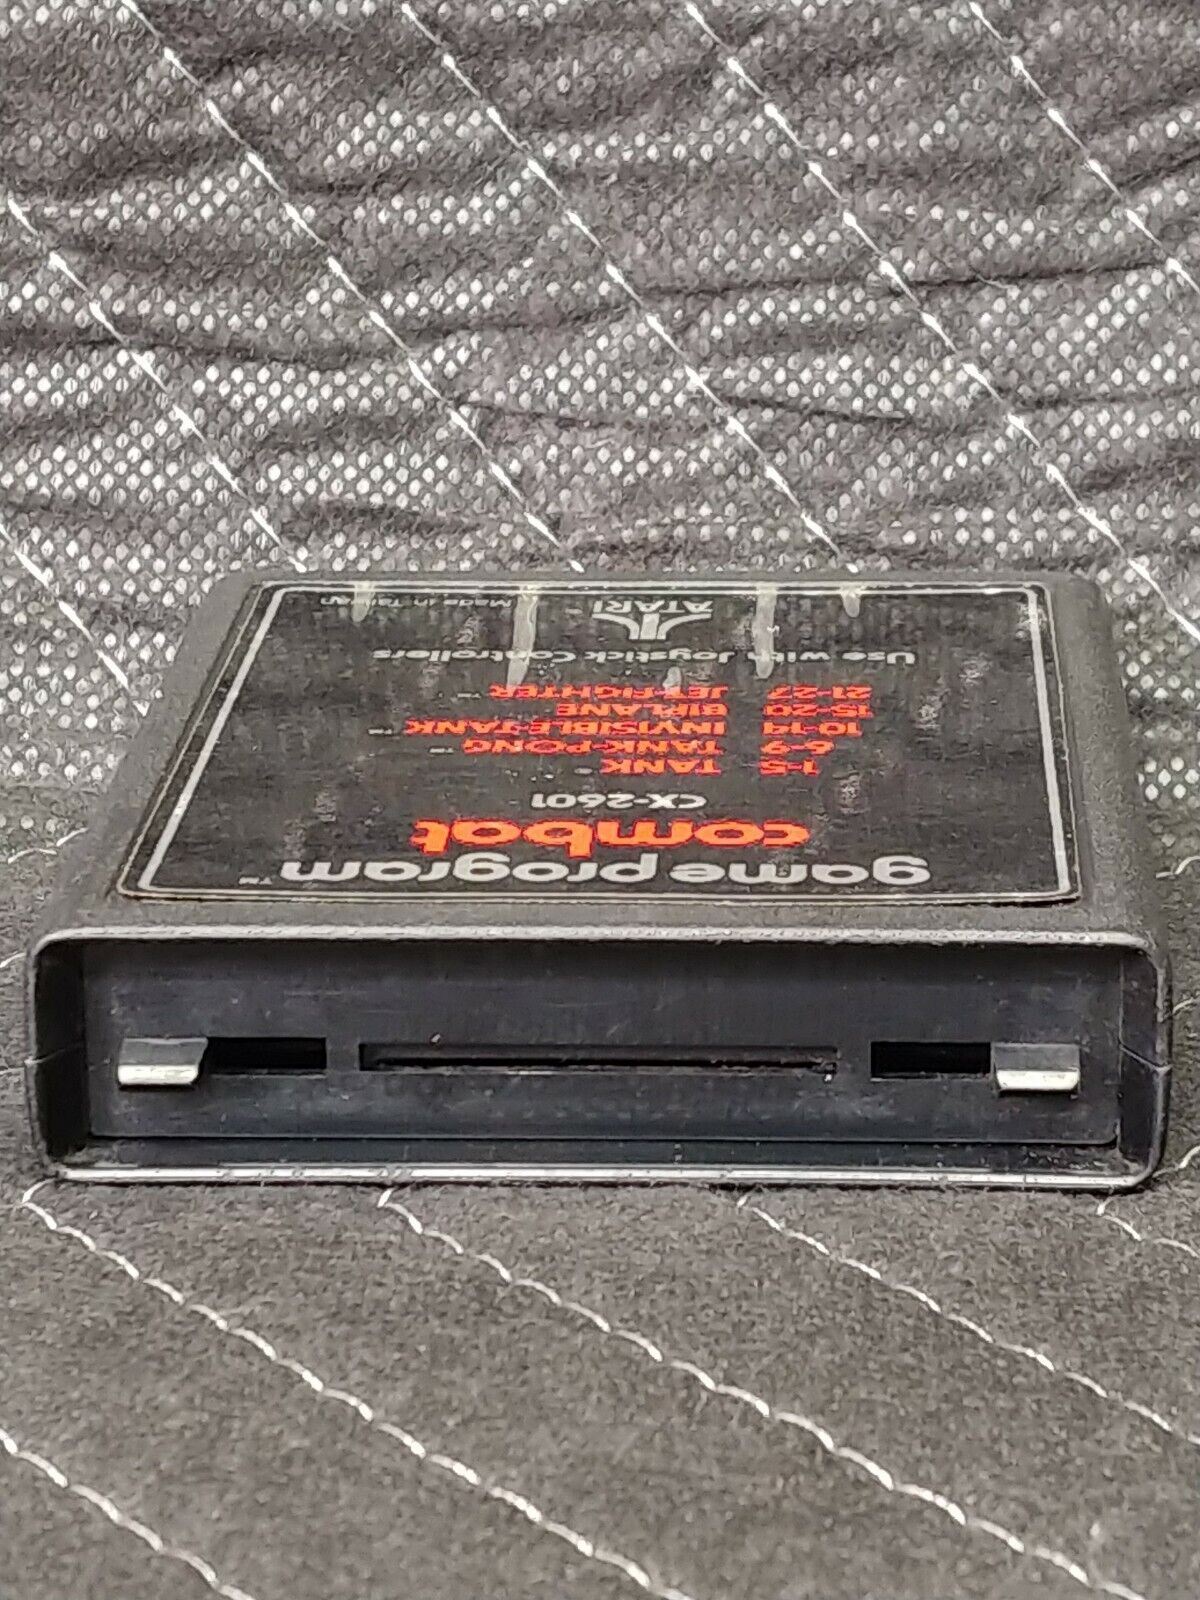 game program™
combat
CX-2601
1-5 TANK™
6-9 TANK-PONG™
10-14 INVISIBLE-TANK™
15-20 BIPLANE
21-27 JET-FIGHTER™
Use with Joystick Controllers
ATARI™
Made in Taiwan